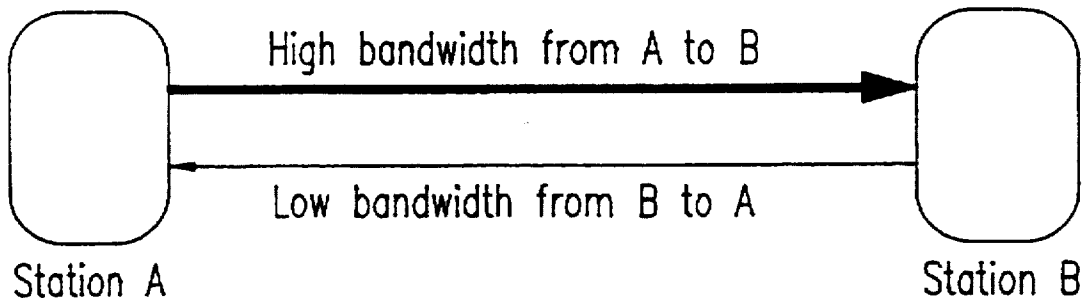 High bandwidth from A to B
Low bandwidth from B to A
Station A
Station B